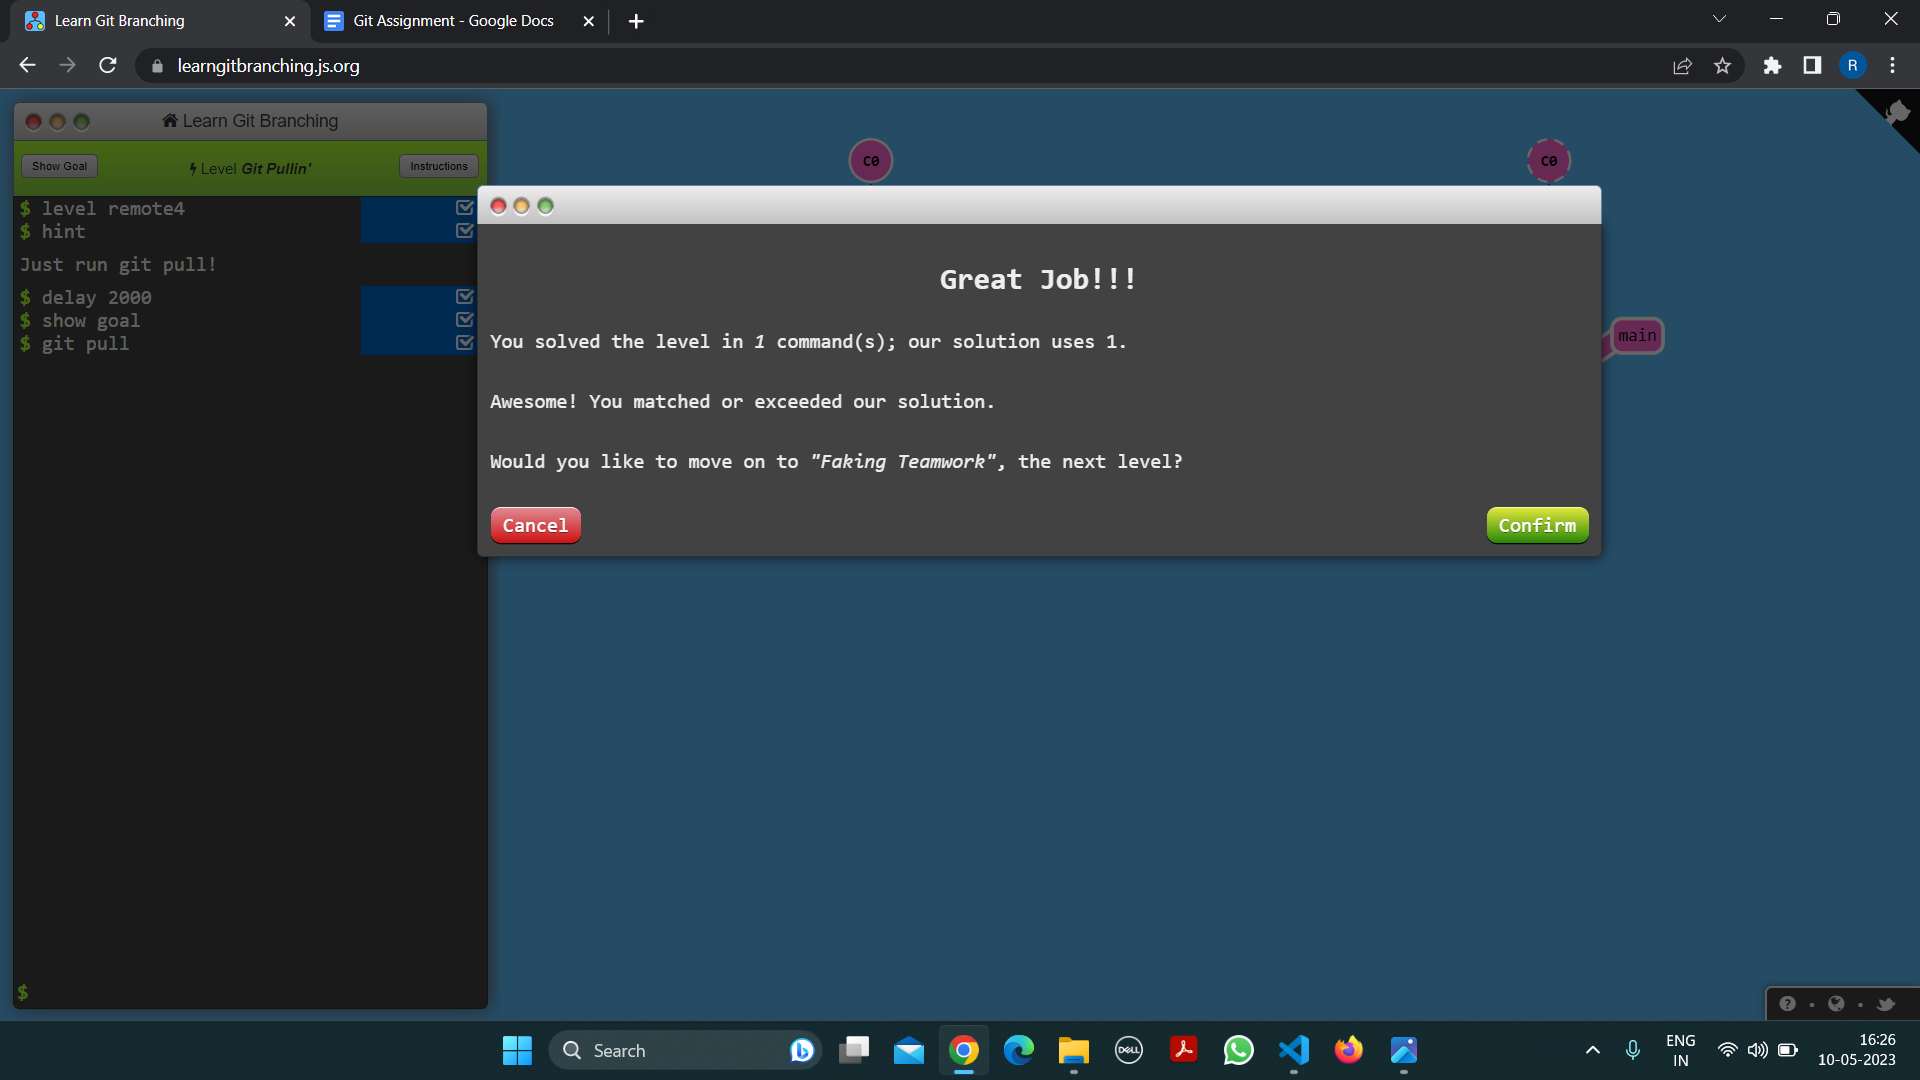 Learn Git Branching
Git Assignment - Google Docs
learngitbranching.js.org
R
Learn Git Branching
Show Goal
Level Git Pullin'
Instructions
$ level remote4
$ hint
Just run git pull!
$ delay 2000
$ show goal
$ git pull
$
C0
C0
main
Great Job!!!
You solved the level in 1 command(s); our solution uses 1.
Awesome! You matched or exceeded our solution.
Would you like to move on to "Faking Teamwork", the next level?
Cancel
Confirm
Search
DELL
ENG
IN
16:26
10-05-2023